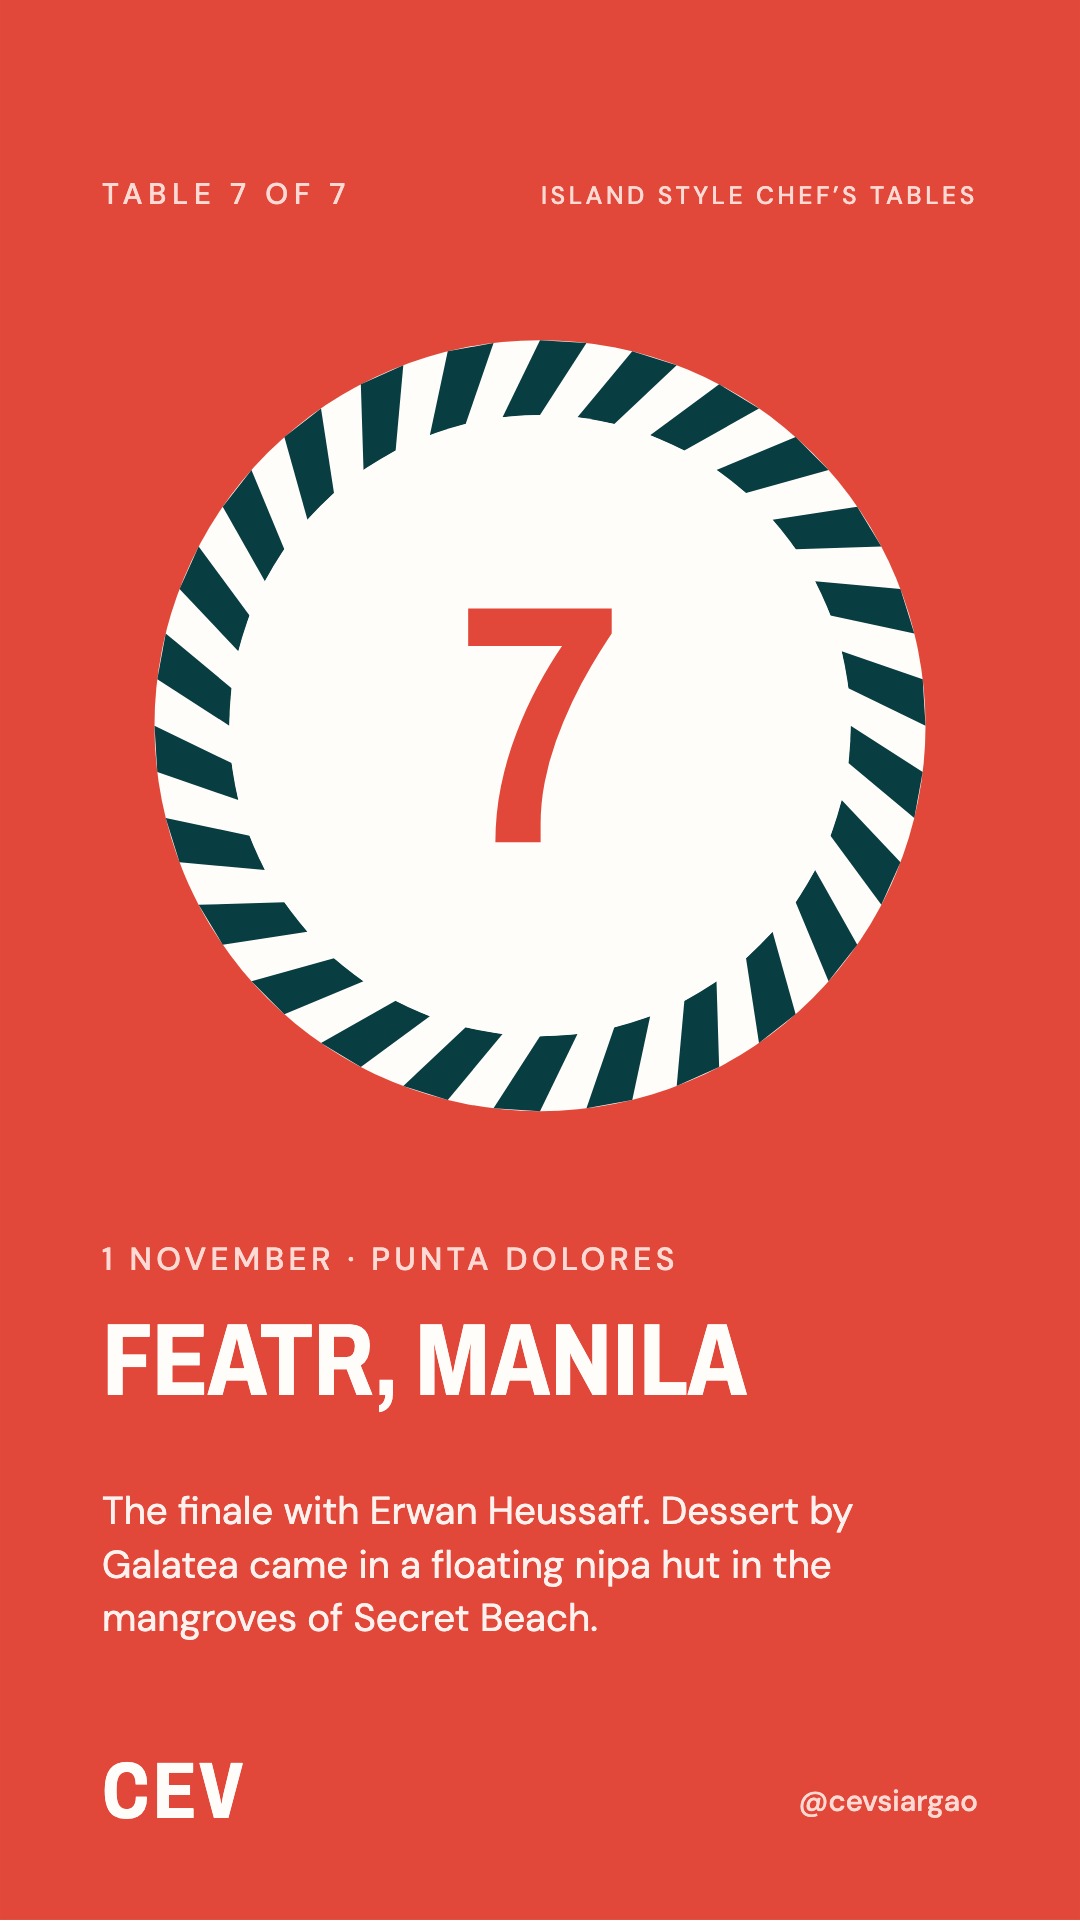 TABLE 7 OF 7
ISLAND STYLE CHEF’S TABLES
7
1 NOVEMBER · PUNTA DOLORES
FEATR, MANILA
The finale with Erwan Heussaff. Dessert by
Galatea came in a floating nipa hut in the
mangroves of Secret Beach.
CEV
@cevsiargao